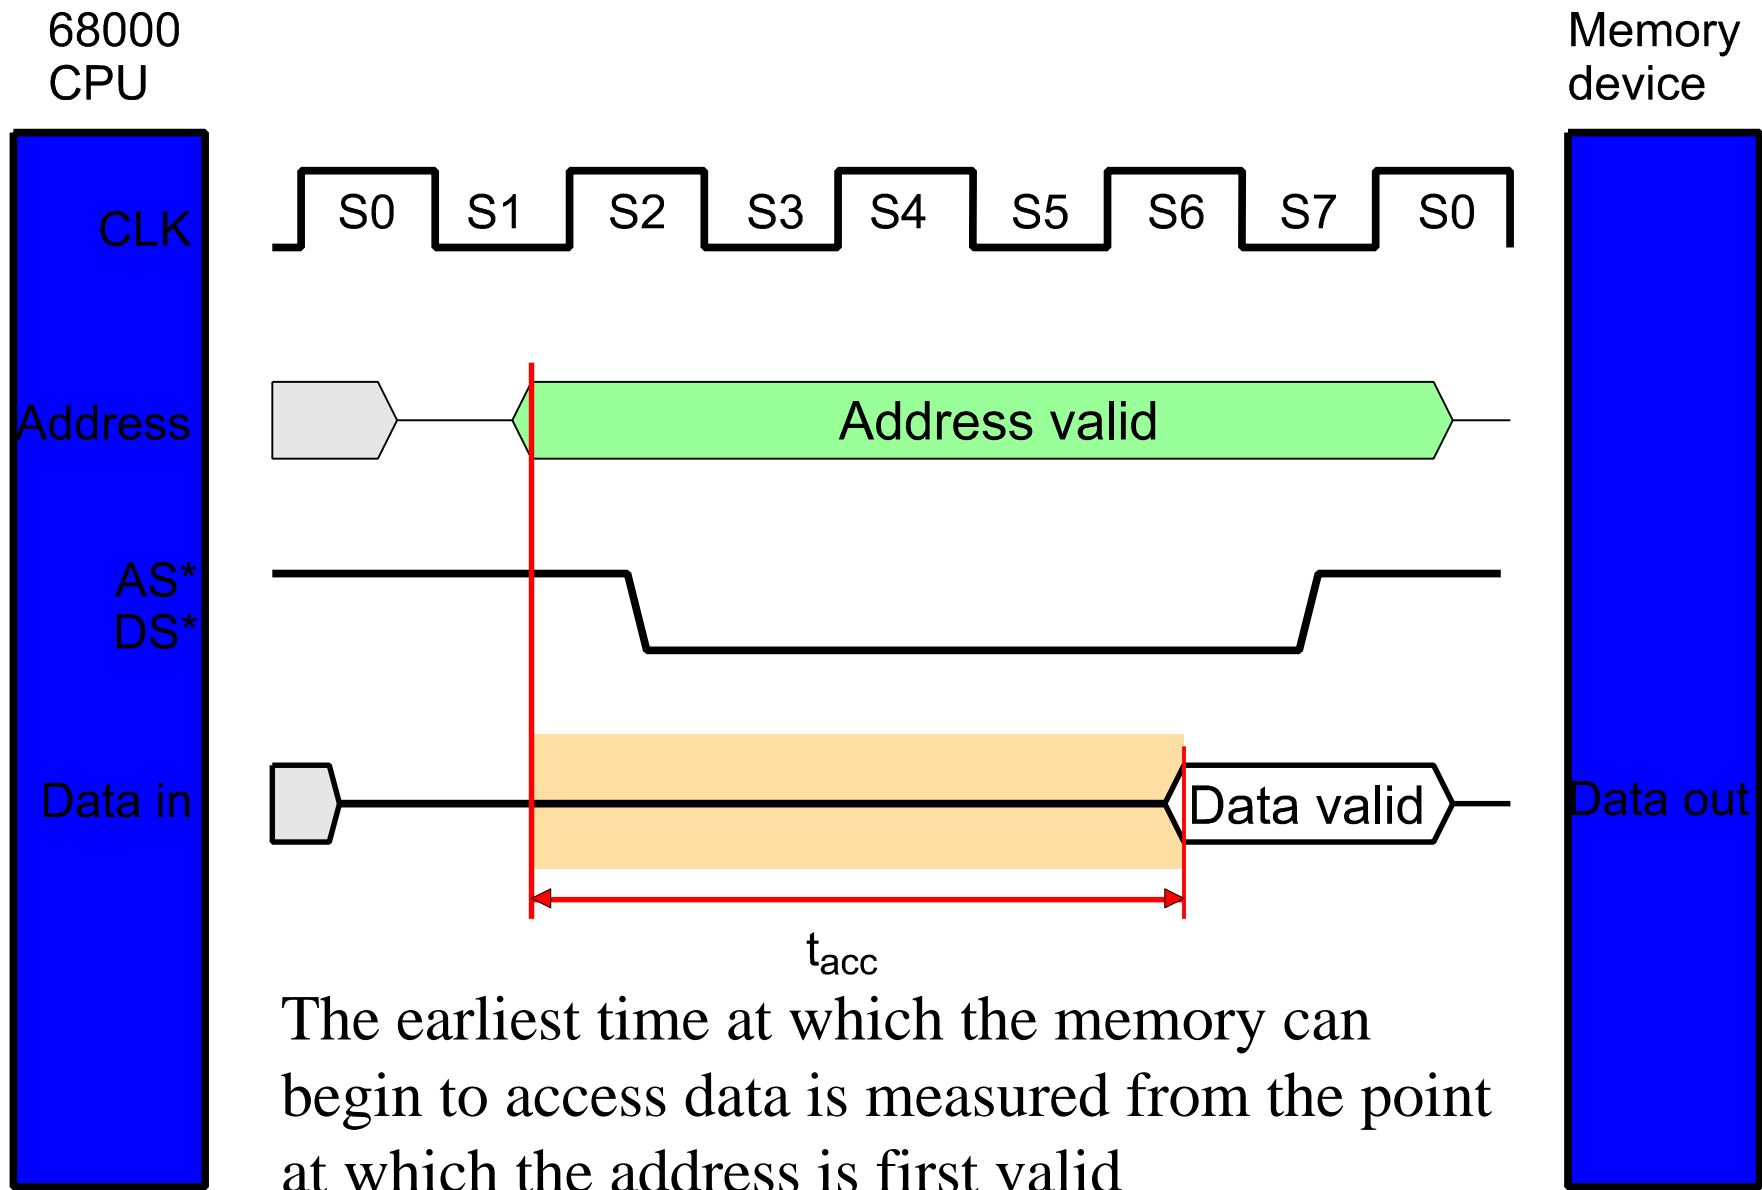 68000
CPU
Memory
device
CLK
S0 S1 S2 S3 S4 S5 S6 S7 S0
Address
Address valid
AS*
DS*
Data in
Data valid
Data out
tacc
The earliest time at which the memory can
begin to access data is measured from the point
at which the address is first valid